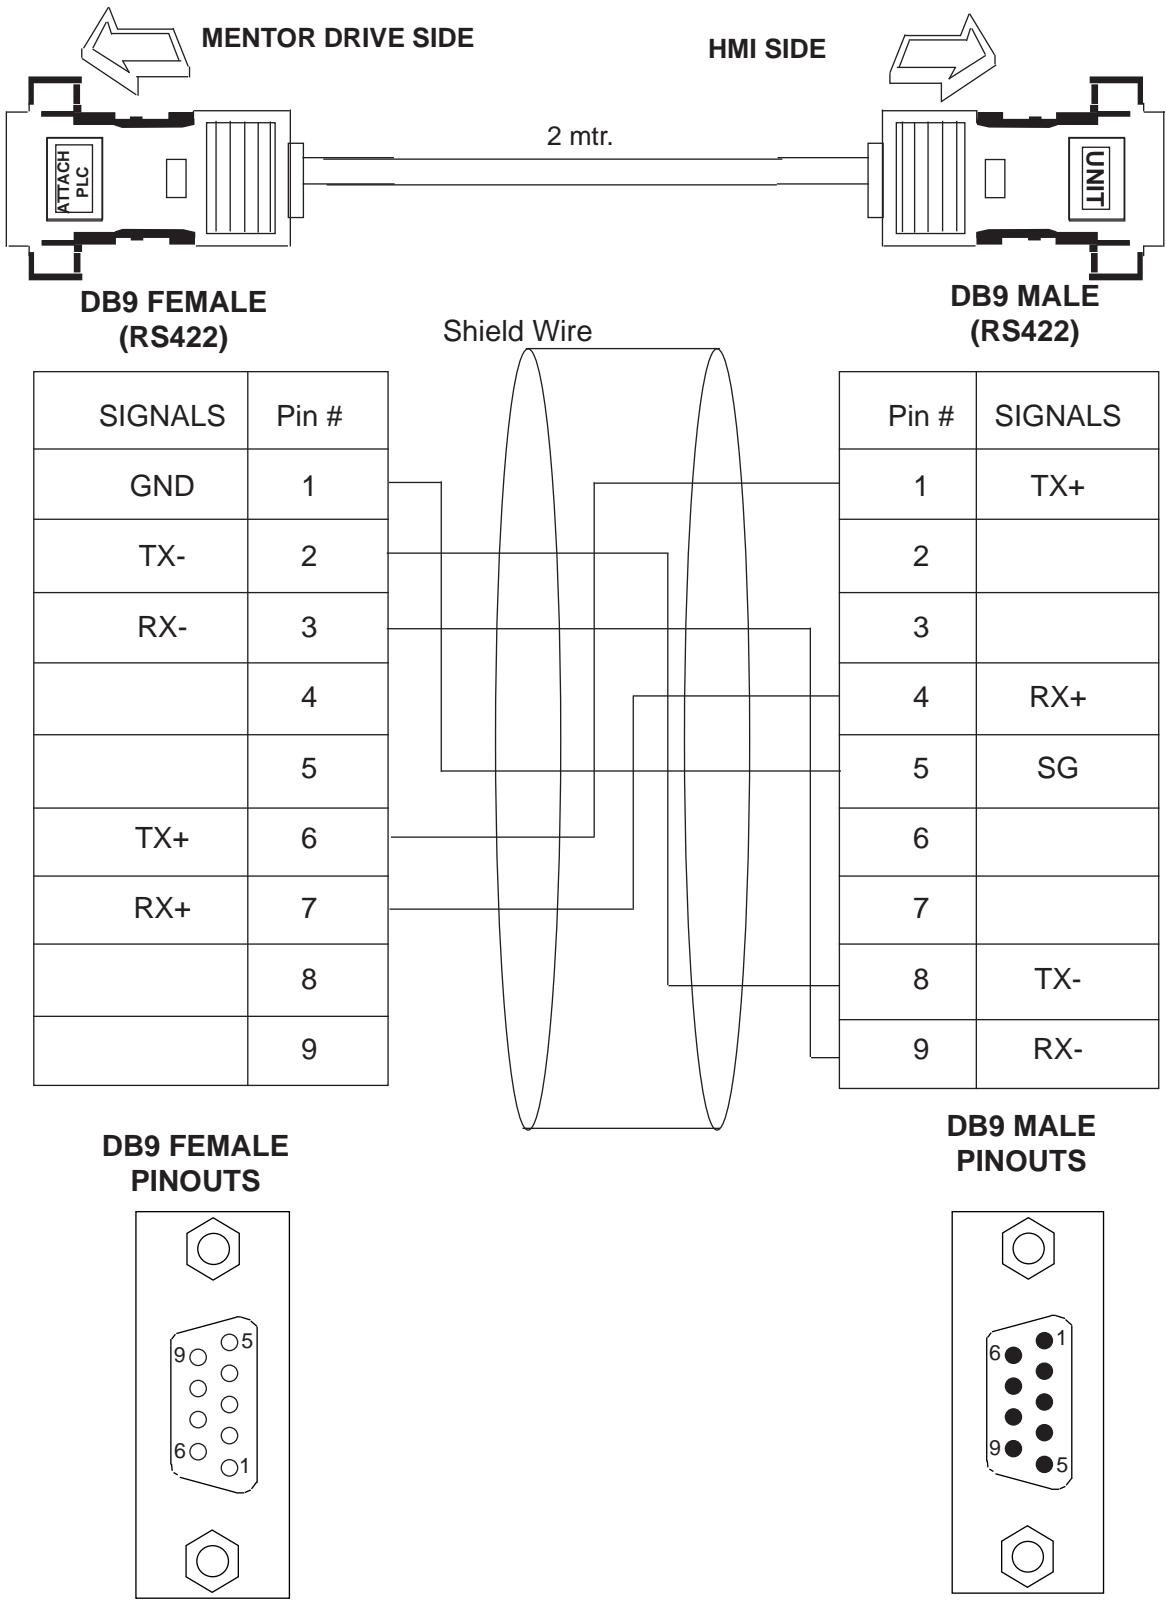 MENTOR DRIVE SIDE
HMI SIDE
2 mtr.
ATTACH
PLC
UNIT
DB9 FEMALE
(RS422)
DB9 MALE
(RS422)
Shield Wire
SIGNALS Pin #
GND 1
TX- 2
RX- 3
4
5
TX+ 6
RX+ 7
8
9
Pin # SIGNALS
1 TX+
2
3
4 RX+
5 SG
6
7
8 TX-
9 RX-
DB9 FEMALE
PINOUTS
5
9
6
1
DB9 MALE
PINOUTS
1
6
9
5